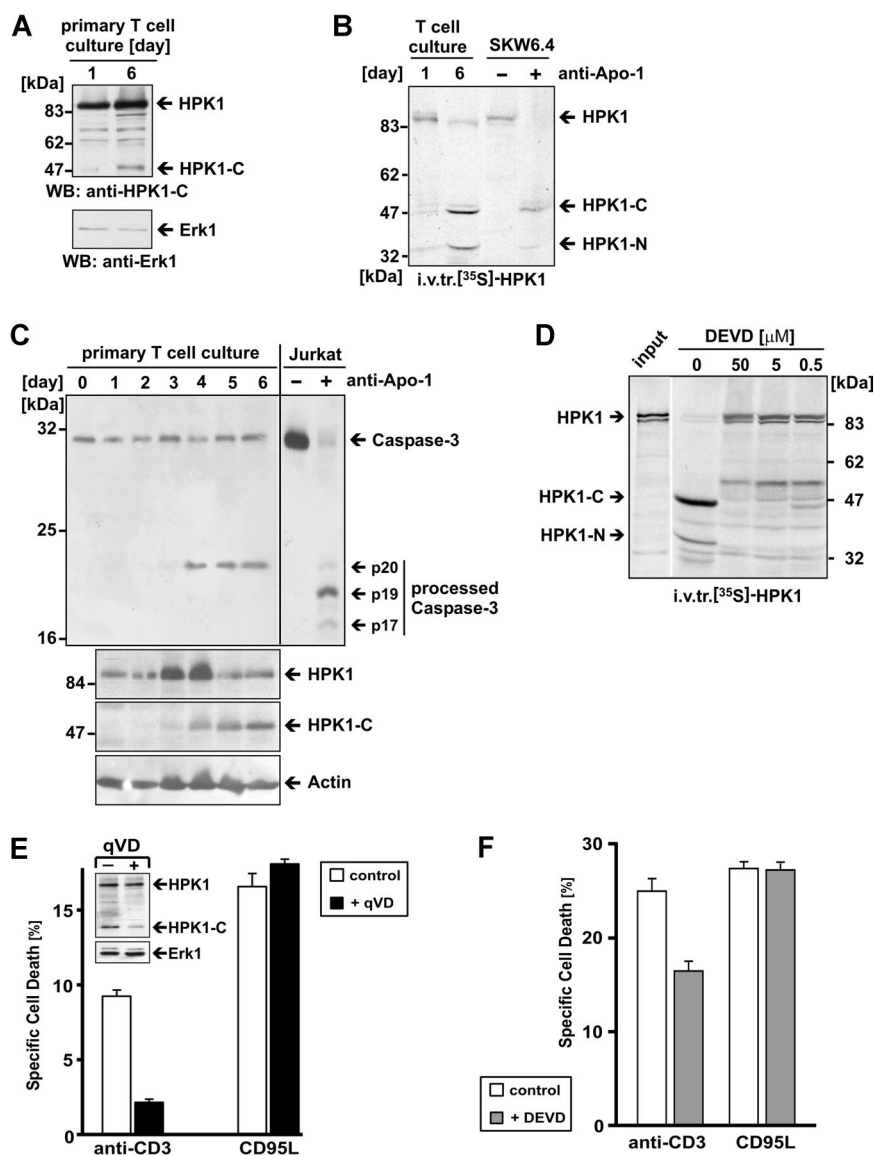 A
primary T cell
culture [day]
1 6
[kDa]
83
62
47
← HPK1
← HPK1-C
WB: anti-HPK1-C
← Erk1
WB: anti-Erk1
B
T cell
culture SKW6.4
[day] 1 6 – + anti-Apo-1
83
62
47
32
[kDa]
← HPK1
← HPK1-C
← HPK1-N
i.v.tr.[³⁵S]-HPK1
C
primary T cell culture Jurkat
[day] 0 1 2 3 4 5 6 – + anti-Apo-1
[kDa]
32
25
16
← Caspase-3
← p20
← p19
← p17
processed
Caspase-3
84
← HPK1
47
← HPK1-C
← Actin
D
input
DEVD [μM]
0 50 5 0.5
[kDa]
HPK1 →
HPK1-C →
HPK1-N →
83
62
47
32
i.v.tr.[³⁵S]-HPK1
E
qVD
– +
←HPK1
HPK1-C
←
←Erk1
control
+ qVD
Specific Cell Death [%]
15
10
5
0
anti-CD3 CD95L
F
Specific Cell Death [%]
30
20
10
0
control
+ DEVD
anti-CD3 CD95L